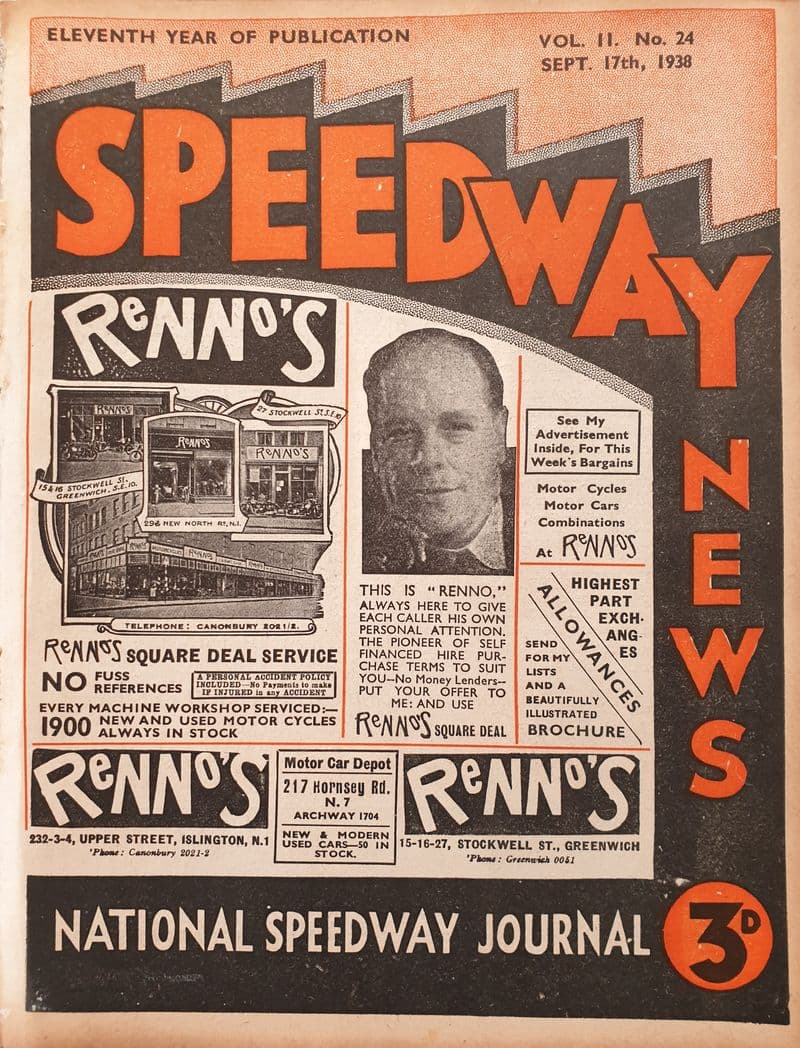 ELEVENTH YEAR OF PUBLICATION
VOL. 11. No. 24
SEPT. 17th, 1938
SPEEDWAY
NEWS
RENNO'S
RENNO'S
27 STOCKWELL ST. S.E.10.
RENNO'S
RENNO'S
15 & 16 STOCKWELL ST.
GREENWICH, S.E.10.
296 NEW NORTH RD. N.1.
RENNO'S
TELEPHONE: CANONBURY 2021/2.
RENNO'S SQUARE DEAL SERVICE
NO FUSS
REFERENCES
A PERSONAL ACCIDENT POLICY
INCLUDED—No Payments to make
IF INJURED in any ACCIDENT
EVERY MACHINE WORKSHOP SERVICED:—
1900 NEW AND USED MOTOR CYCLES
ALWAYS IN STOCK
THIS IS "RENNO,"
ALWAYS HERE TO GIVE
EACH CALLER HIS OWN
PERSONAL ATTENTION.
THE PIONEER OF SELF
FINANCED HIRE PUR-
CHASE TERMS TO SUIT
YOU—No Money Lenders—
PUT YOUR OFFER TO
ME: AND USE
RENNO'S SQUARE DEAL
See My
Advertisement
Inside, For This
Week's Bargains
Motor Cycles
Motor Cars
Combinations
At RENNO'S
HIGHEST
PART
EXCH-
ANG-
ES
ALLOWANCES
SEND
FOR MY
LISTS
AND A
BEAUTIFULLY
ILLUSTRATED
BROCHURE
RENNO'S
232-3-4, UPPER STREET, ISLINGTON, N.1
'Phone: Canonbury 2021-2
Motor Car Depot
217 Hornsey Rd.
N. 7
ARCHWAY 1704
NEW & MODERN
USED CARS—50 IN
STOCK.
RENNO'S
15-16-27, STOCKWELL ST., GREENWICH
'Phone: Greenwich 0051
NATIONAL SPEEDWAY JOURNAL
3D